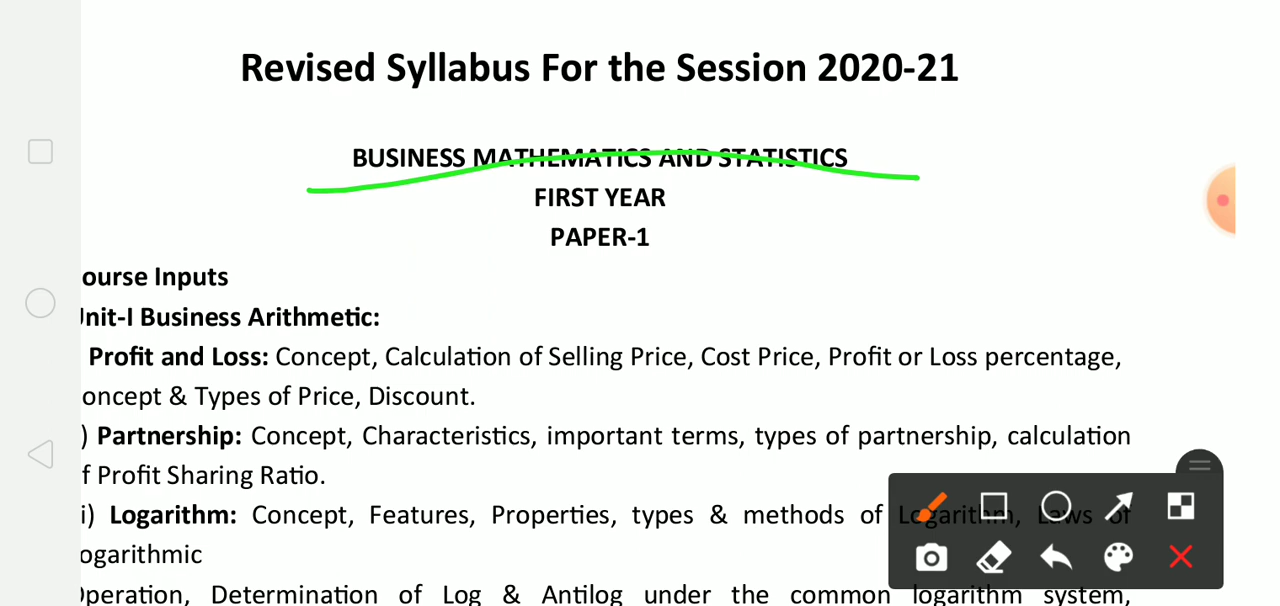 Revised Syllabus For the Session 2020-21
BUSINESS MATHEMATICS AND STATISTICS
FIRST YEAR
PAPER-1
ourse Inputs
nit-I Business Arithmetic:
Profit and Loss: Concept, Calculation of Selling Price, Cost Price, Profit or Loss percentage,
oncept & Types of Price, Discount.
) Partnership: Concept, Characteristics, important terms, types of partnership, calculation
f Profit Sharing Ratio.
i) Logarithm: Concept, Features, Properties, types & methods of Logarithm, Laws of
ogarithmic
peration, Determination of Log & Antilog under the common logarithm system,